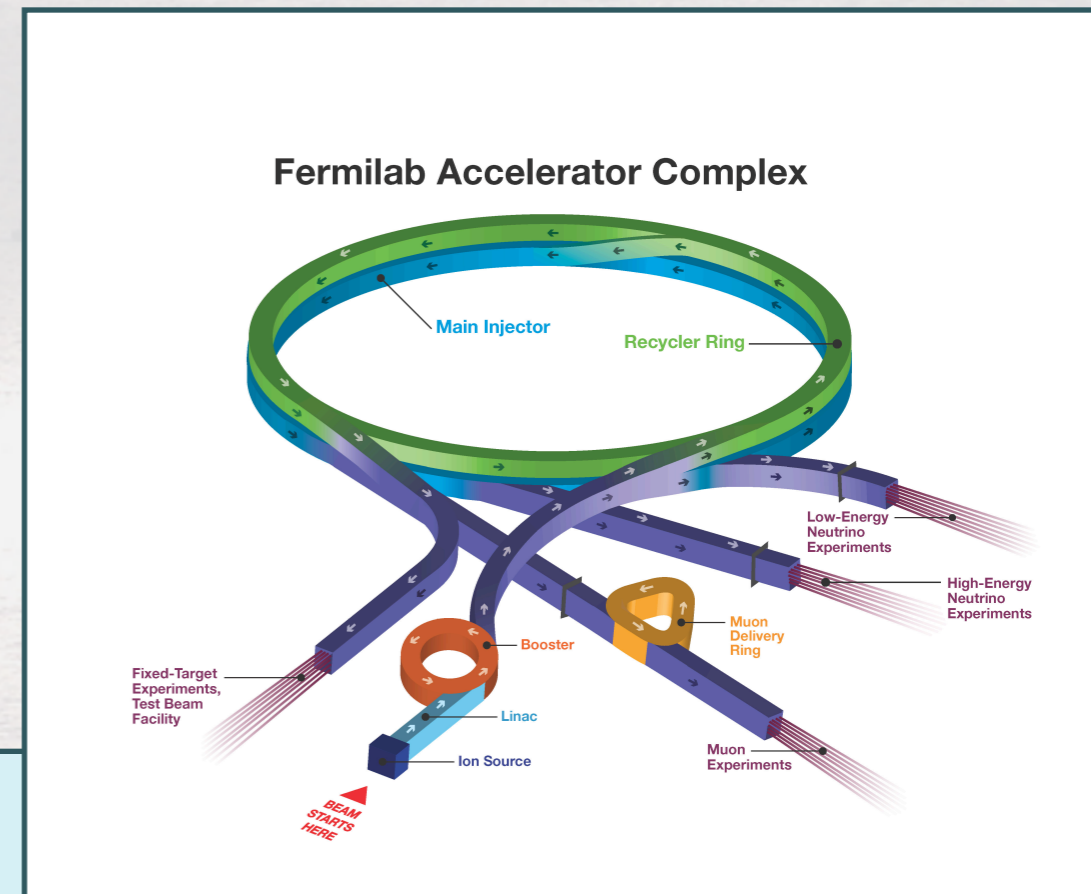 Fermilab Accelerator Complex
Main Injector
Recycler Ring
Low-Energy
Neutrino
Experiments
High-Energy
Neutrino
Experiments
Muon
Delivery
Ring
Booster
Fixed-Target
Experiments,
Test Beam
Facility
Linac
Ion Source
Muon
Experiments
BEAM
STARTS
HERE